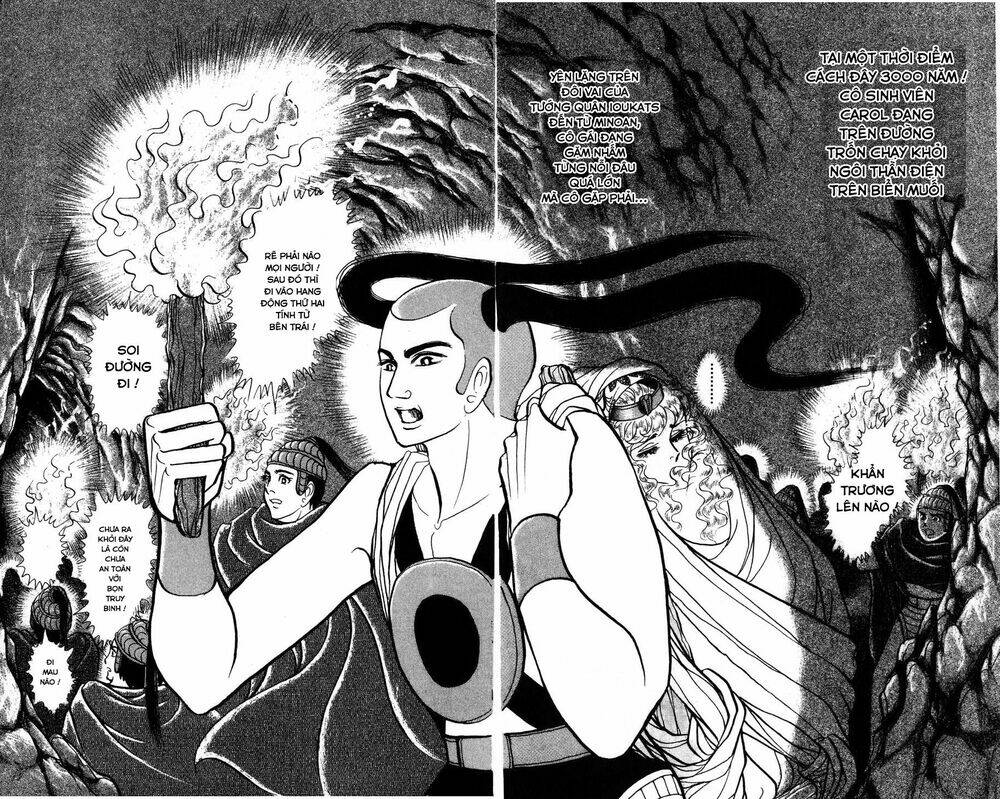 TẠI MỘT THỜI ĐIỂM
CÁCH ĐÂY 3000 NĂM !
CÔ SINH VIÊN
CAROL ĐANG
TRÊN ĐƯỜNG
TRỐN CHẠY KHỎI
NGÔI THẦN ĐIỆN
TRÊN BIỂN MUỐI
YÊN LẶNG TRÊN
ĐÔI VAI CỦA
TƯỚNG QUÂN IOUKATS
ĐẾN TỪ MINOAN,
CÔ GÁI ĐANG
GẶM NHẤM
TỪNG NỖI ĐAU
QUÁ LỚN
MÀ CÔ GẶP PHẢI...
RẼ PHẢI NÀO
MỌI NGƯỜI !
SAU ĐÓ THÌ
ĐI VÀO HANG
ĐỘNG THỨ HAI
TÍNH TỪ
BÊN TRÁI !
SOI
ĐƯỜNG
ĐI !
KHẨN
TRƯƠNG
LÊN NÀO
CHƯA RA
KHỎI ĐÂY
LÀ CÒN
CHƯA
AN TOÀN
VỚI
BỌN
TRUY
BINH !
ĐI
MAU
NÀO !